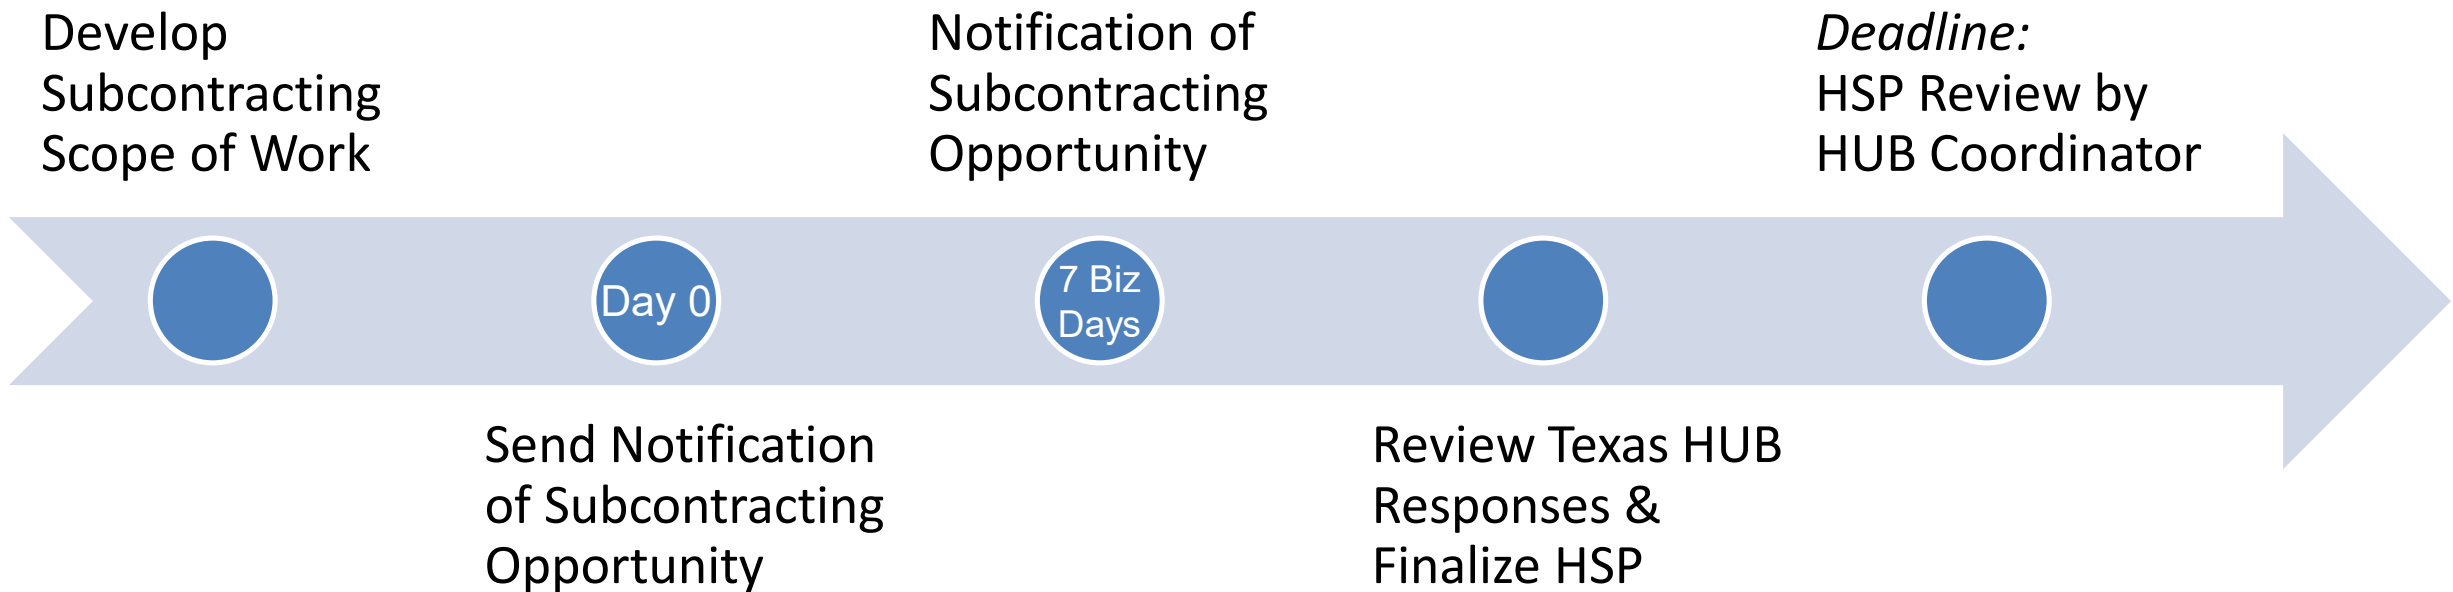 Develop
Subcontracting
Scope of Work
Day 0
Send Notification
of Subcontracting
Opportunity
Notification of
Subcontracting
Opportunity
7 Biz
Days
Review Texas HUB
Responses &
Finalize HSP
Deadline:
HSP Review by
HUB Coordinator